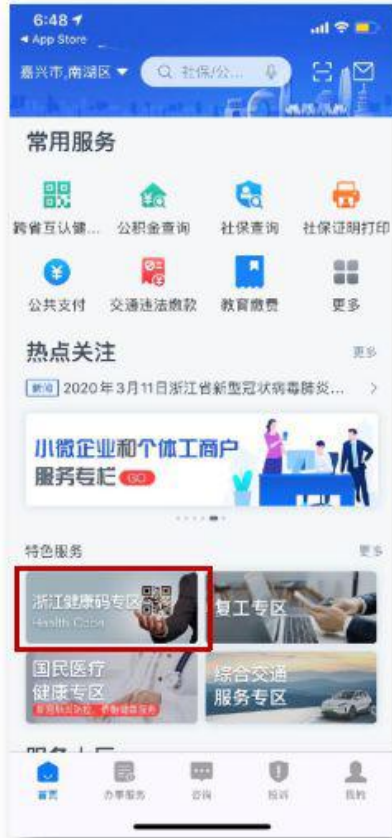 6:48
App Store
嘉兴市,南湖区
社保/公...
常用服务
跨省互认健... 公积金查询 社保查询 社保证明打印
公共支付 交通违法缴款 教育缴费 更多
热点关注 更多
新冠 2020年3月11日浙江省新型冠状病毒肺炎... >
小微企业和个体工商户
服务专栏 GO
特色服务 更多
浙江健康码专区 复工专区
Health Code
国民医疗 综合交通
健康专区 服务专区
首页 办事服务 咨询 投诉 我的